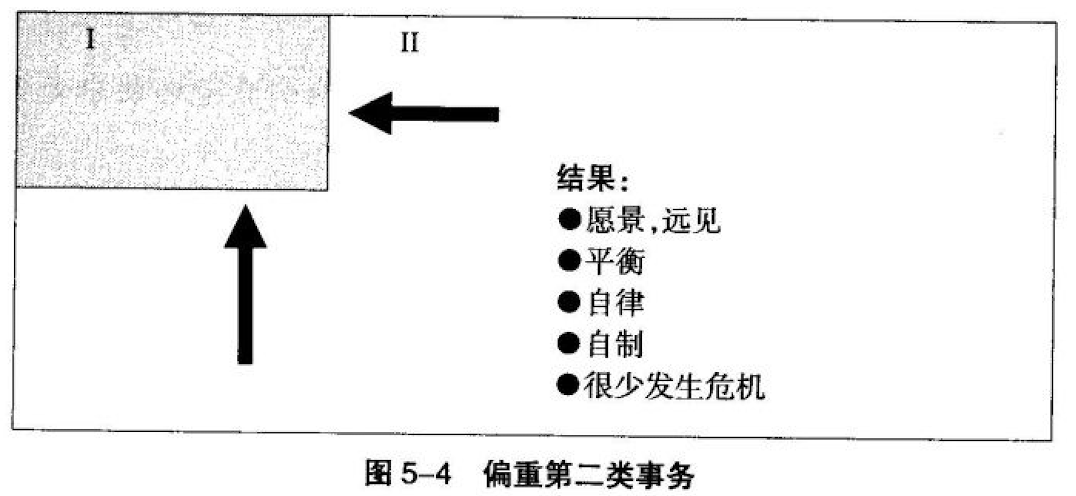 I
II
结果:
●愿景,远见
●平衡
●自律
●自制
●很少发生危机
图 5-4 偏重第二类事务